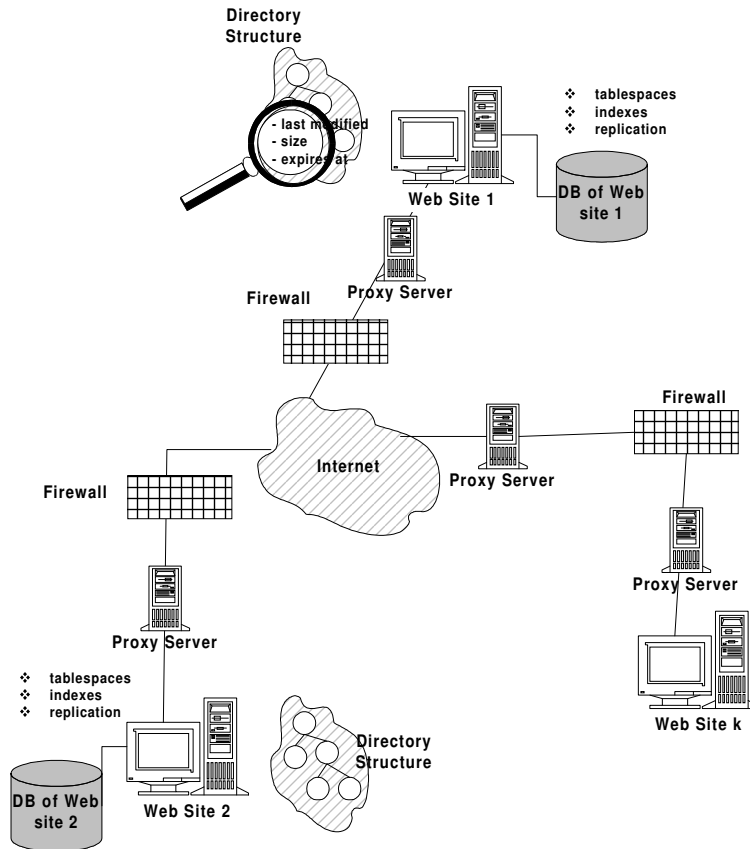 Directory
Structure
- last modified
- size
- expires at
❖ tablespaces
❖ indexes
❖ replication
Web Site 1
DB of Web
site 1
Proxy Server
Firewall
Firewall
Internet
Proxy Server
Firewall
Proxy Server
Proxy Server
❖ tablespaces
❖ indexes
❖ replication
Web Site k
Directory
Structure
DB of Web
site 2
Web Site 2